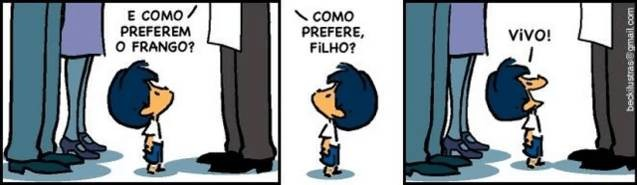 E COMO
PREFEREM
O FRANGO?
COMO
PREFERE,
FILHO?
VIVO!
beckilustras@gmail.com